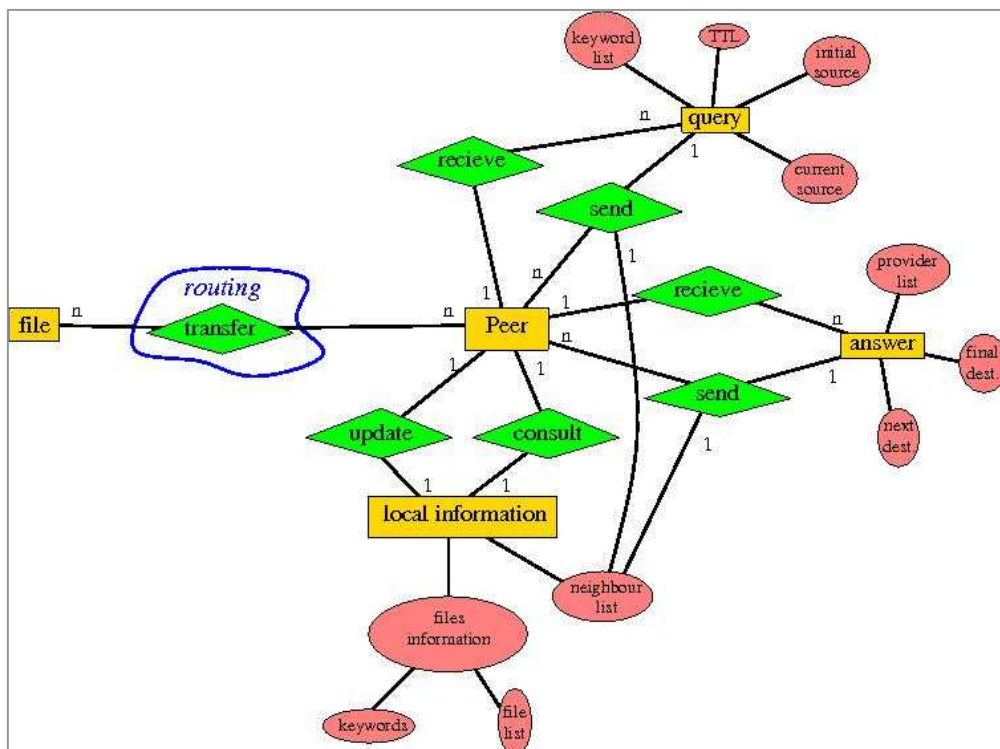 keyword
list
TTL
initial
source
n
query
recieve
1
current
source
send
1
provider
list
n
routing
1
1
recieve
n
file
n
transfer
n
Peer
n
answer
final
dest.
1
1
send
1
next
dest.
update
consult
1
1
1
local information
neighbour
list
files
information
keywords
file
list